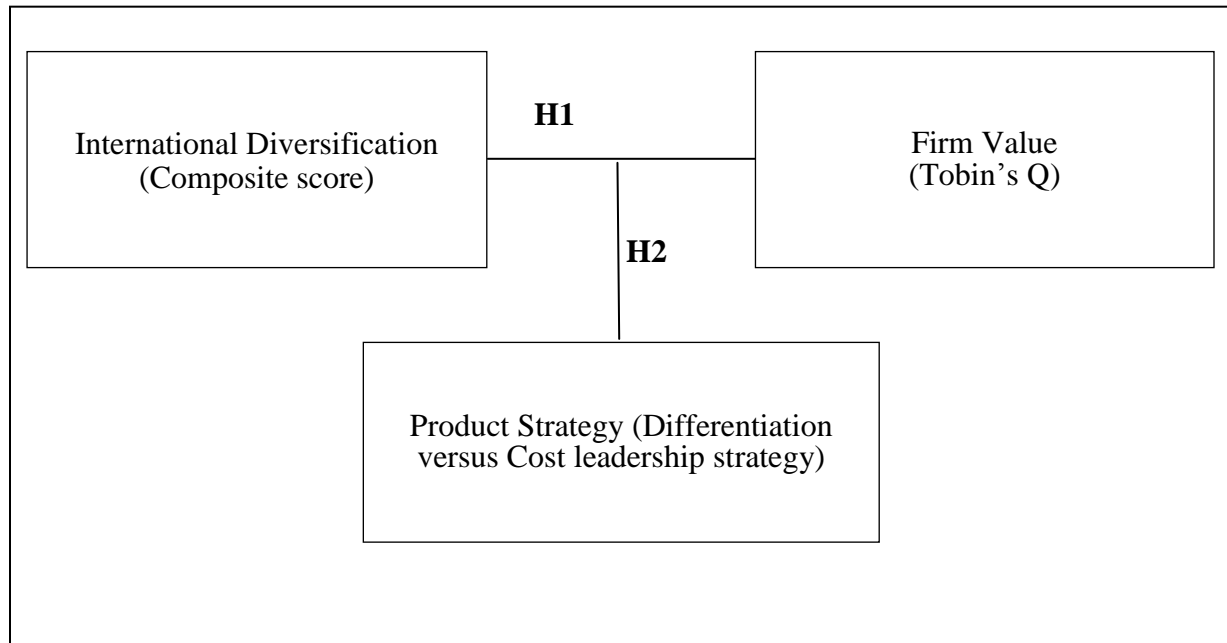 H1
International Diversification
(Composite score)
Firm Value
(Tobin’s Q)
H2
Product Strategy (Differentiation
versus Cost leadership strategy)